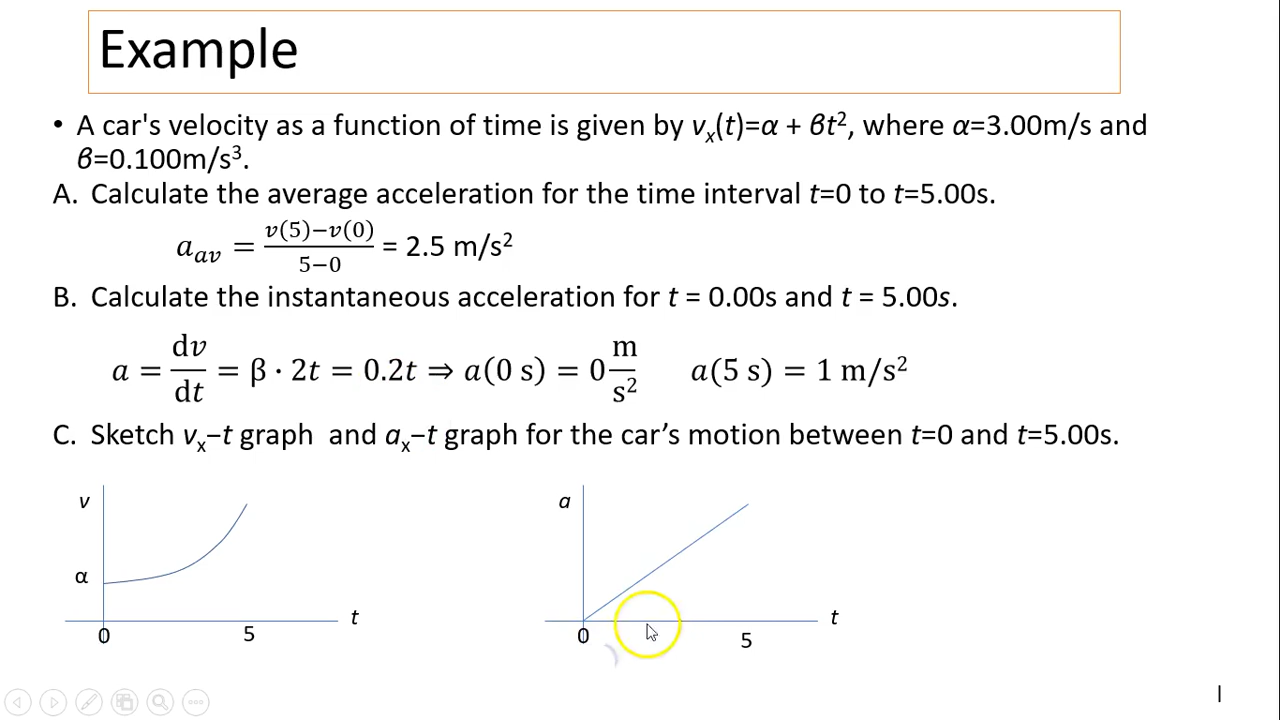 Example
• A car's velocity as a function of time is given by vₓ(t)=α + βt², where α=3.00m/s and
β=0.100m/s³.
A. Calculate the average acceleration for the time interval t=0 to t=5.00s.
a_av = (v(5)−v(0))/(5−0) = 2.5 m/s²
B. Calculate the instantaneous acceleration for t = 0.00s and t = 5.00s.
a = dv/dt = β · 2t = 0.2t ⇒ a(0 s) = 0 m/s² a(5 s) = 1 m/s²
C. Sketch vₓ−t graph and aₓ−t graph for the car’s motion between t=0 and t=5.00s.
v
α
0
5
t
a
0
5
t